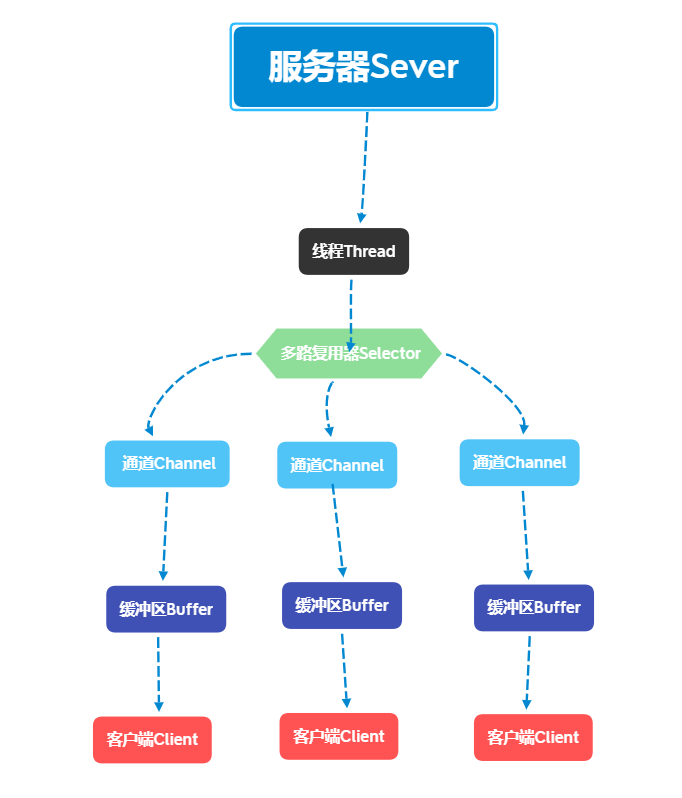 服务器Sever
线程Thread
多路复用器Selector
通道Channel
通道Channel
通道Channel
缓冲区Buffer
缓冲区Buffer
缓冲区Buffer
客户端Client
客户端Client
客户端Client